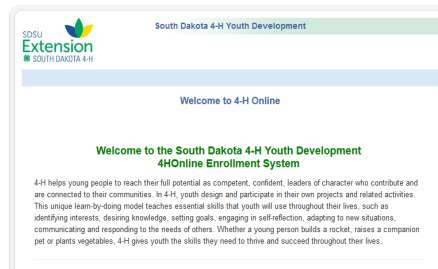 South Dakota 4-H Youth Development
SDSU
Extension
SOUTH DAKOTA 4-H
Welcome to 4-H Online
Welcome to the South Dakota 4-H Youth Development
4HOnline Enrollment System
4-H helps young people to reach their full potential as competent, confident, leaders of character who contribute and
are connected to their communities. In 4-H, youth design and participate in their own projects and related activities.
This unique learn-by-doing model teaches essential skills that youth will use throughout their lives, such as
identifying interests, desiring knowledge, setting goals, engaging in self-reflection, adapting to new situations,
communicating and responding to the needs of others. Whether a young person builds a rocket, raises a companion
pet or plants vegetables, 4-H gives youth the skills they need to thrive and succeed throughout their lives.